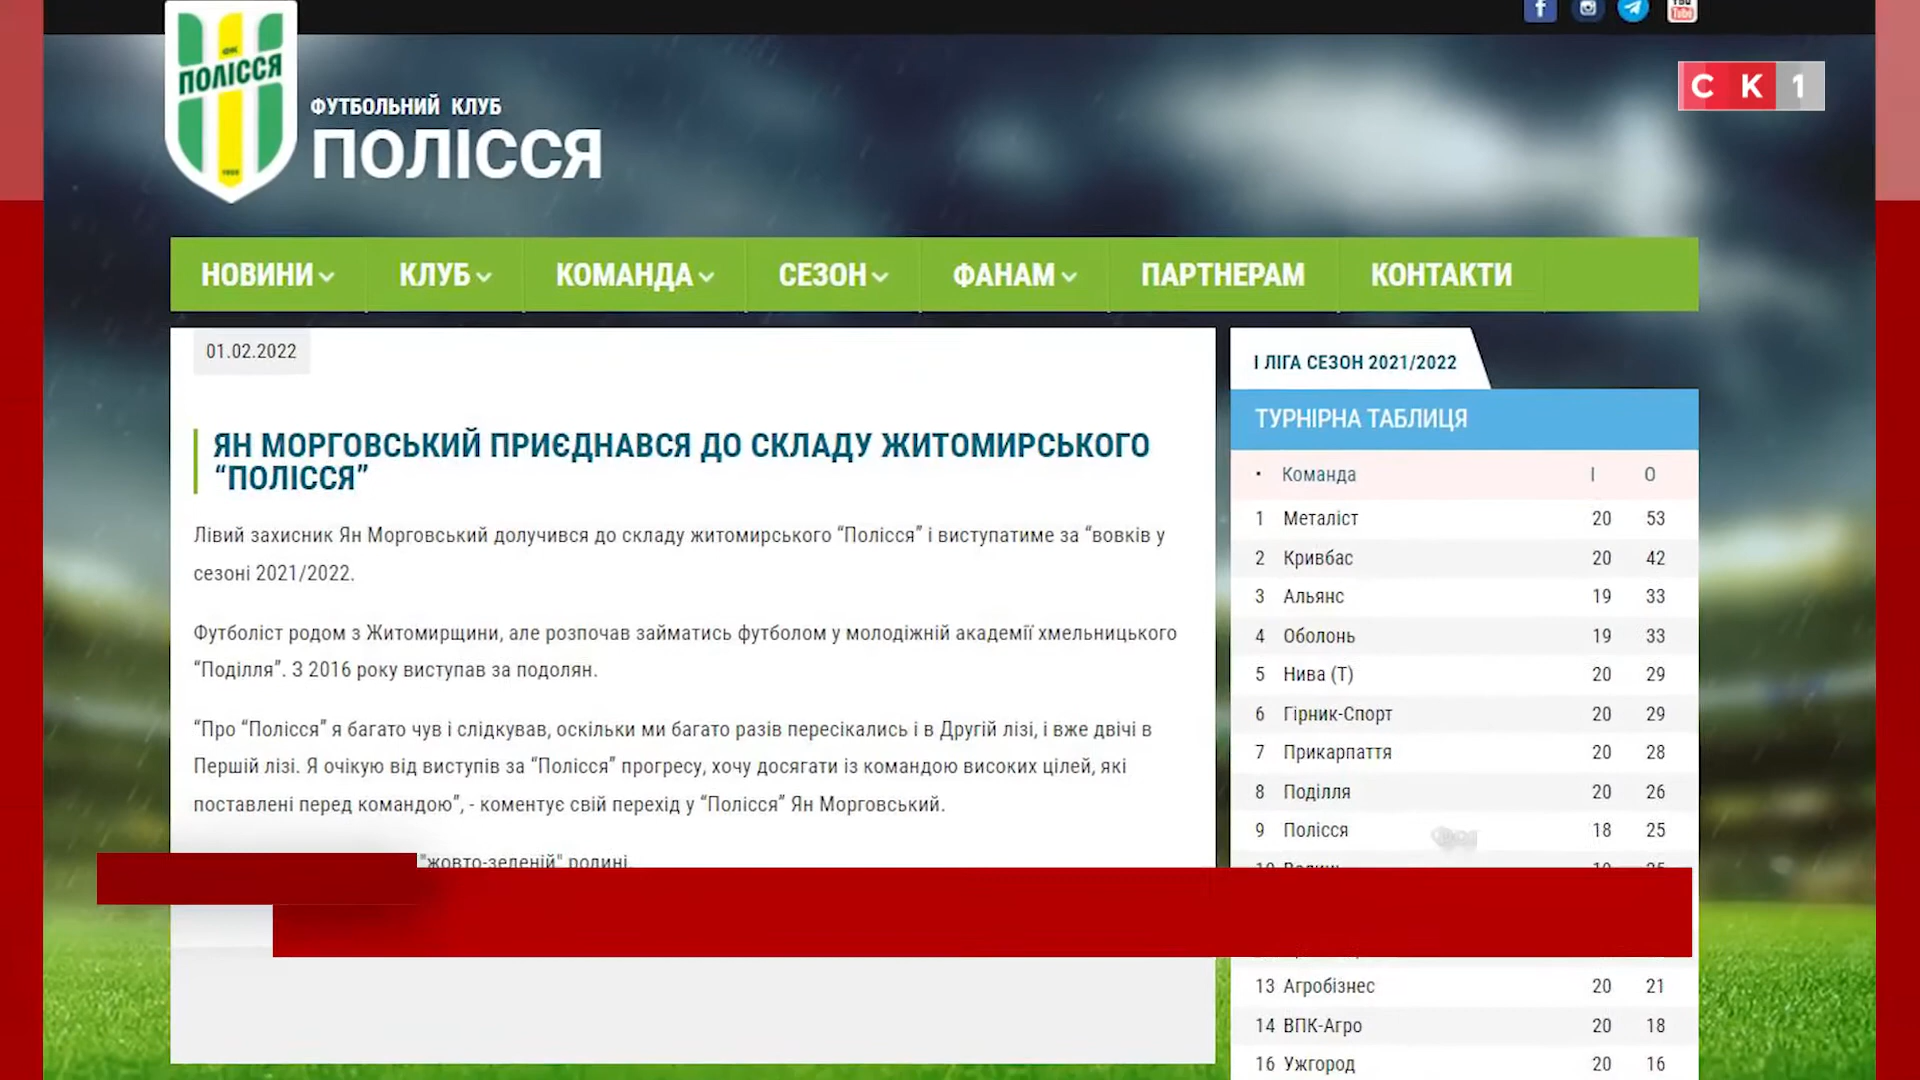 ФК
ПОЛІССЯ
1959
ФУТБОЛЬНИЙ КЛУБ
ПОЛІССЯ
f
You
Tube
СК1
НОВИНИ
КЛУБ
КОМАНДА
СЕЗОН
ФАНАМ
ПАРТНЕРАМ
КОНТАКТИ
01.02.2022
ЯН МОРГОВСЬКИЙ ПРИЄДНАВСЯ ДО СКЛАДУ ЖИТОМИРСЬКОГО
“ПОЛІССЯ”
Лівий захисник Ян Морговський долучився до складу житомирського “Полісся” і виступатиме за “вовків у
сезоні 2021/2022.
Футболіст родом з Житомирщини, але розпочав займатись футболом у молодіжній академії хмельницького
“Поділля”. З 2016 року виступав за подолян.
“Про “Полісся” я багато чув і слідкував, оскільки ми багато разів пересікались і в Другій лізі, і вже двічі в
Першій лізі. Я очікую від виступів за “Полісся” прогресу, хочу досягати із командою високих цілей, які
поставлені перед командою”, - коментує свій перехід у “Полісся” Ян Морговський.
"жовто-зеленій" родині.
І ЛІГА СЕЗОН 2021/2022
ТУРНІРНА ТАБЛИЦЯ
• Команда І О
1 Металіст 20 53
2 Кривбас 20 42
3 Альянс 19 33
4 Оболонь 19 33
5 Нива (Т) 20 29
6 Гірник-Спорт 20 29
7 Прикарпаття 20 28
8 Поділля 20 26
9 Полісся 18 25
13 Агробізнес 20 21
14 ВПК-Агро 20 18
16 Ужгород 20 16